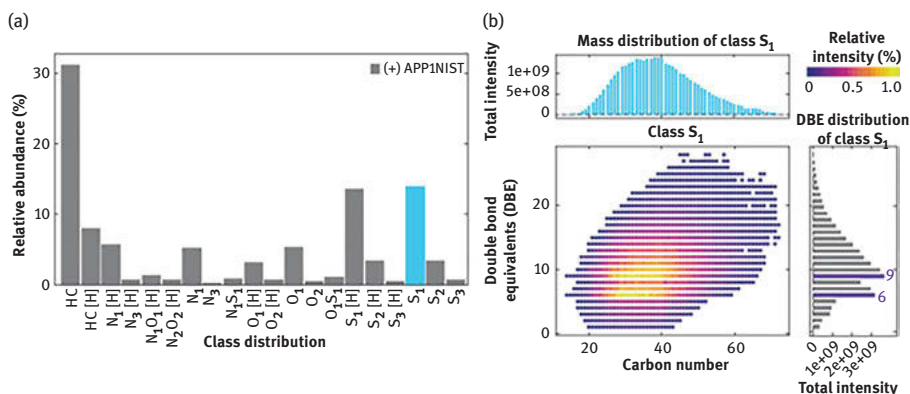 (a)
Relative abundance (%)
30
20
10
0
(+) APP1NIST
HC
HC [H]
N₁ [H]
N₃ [H]
N₁O₁ [H]
N₂O₂ [H]
N₁
N₃
N₁S₁
O₁ [H]
O₂ [H]
O₁
O₂
O₁S₁
S₁ [H]
S₂ [H]
S₃ [H]
S₁
S₂
S₃
Class distribution
(b)
Mass distribution of class S₁
Total intensity
1e+09
5e+08
0
Relative
intensity (%)
0 0.5 1.0
Class S₁
Double bond
equivalents (DBE)
20
10
0
20 40 60
Carbon number
DBE distribution
of class S₁
9
6
0
1e+09
2e+09
3e+09
Total intensity